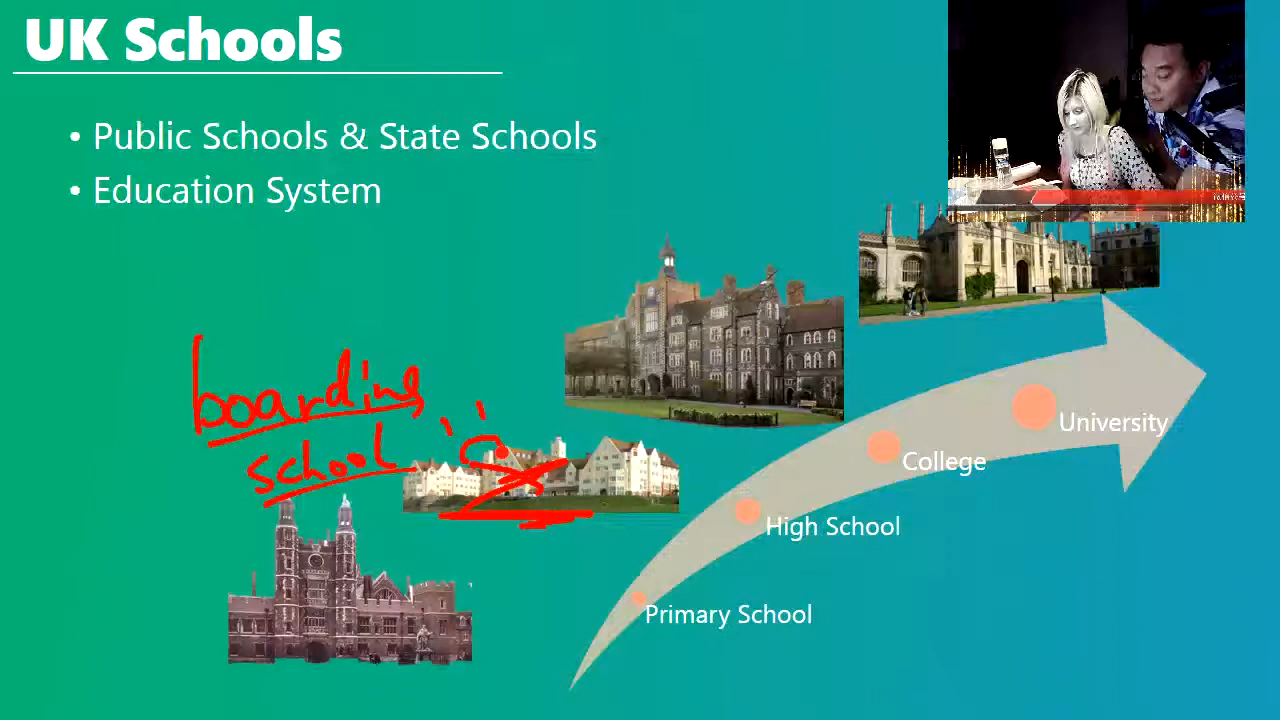 UK Schools
• Public Schools & State Schools
• Education System
boarding
school
University
College
High School
Primary School